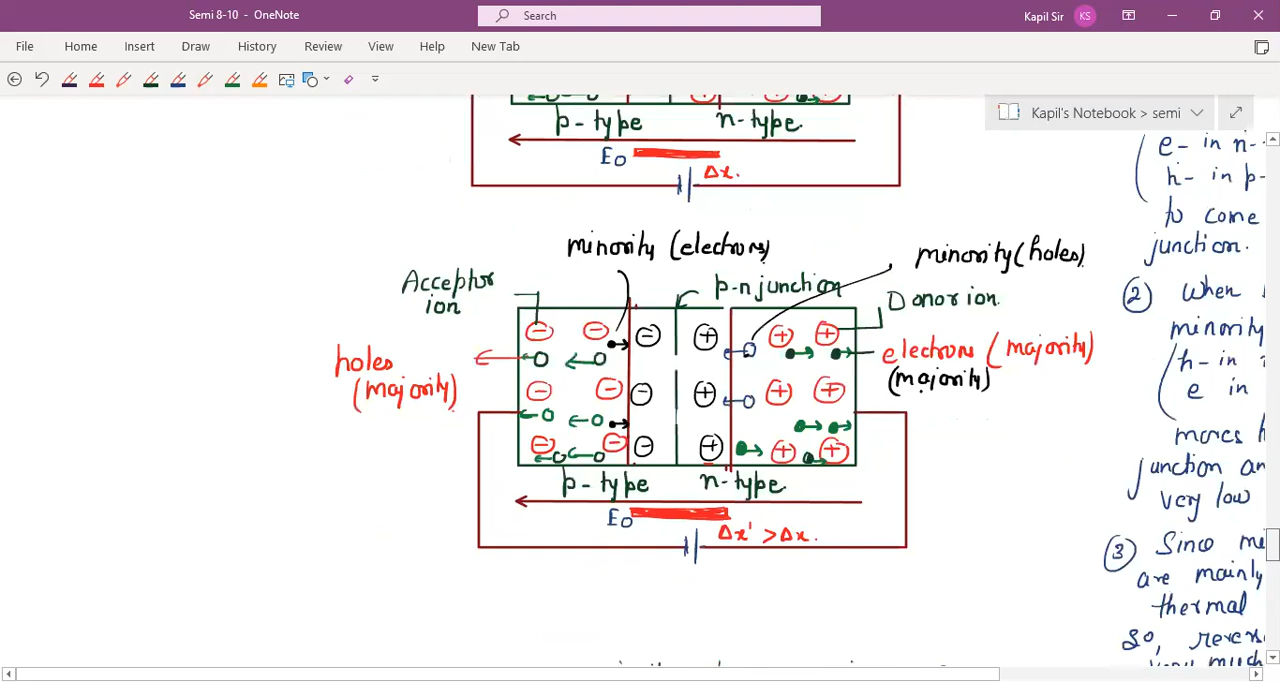 Semi 8-10 - OneNote
Search
Kapil Sir
KS
File Home Insert Draw History Review View Help New Tab
Kapil's Notebook > semi
p-type n-type
E0
Δx.
minority (electrons)
minority (holes)
Acceptor
ion
p-n junction
Donor ion
holes
(majority)
electrons (majority)
(majority)
p-type n-type
E0
Δx' > Δx.
e- in n-
h- in p-
to come
junction.
② When
minority
h- in
e in
moves
junction an
very low
③ Since
are mainly
thermal
So, revers
very much